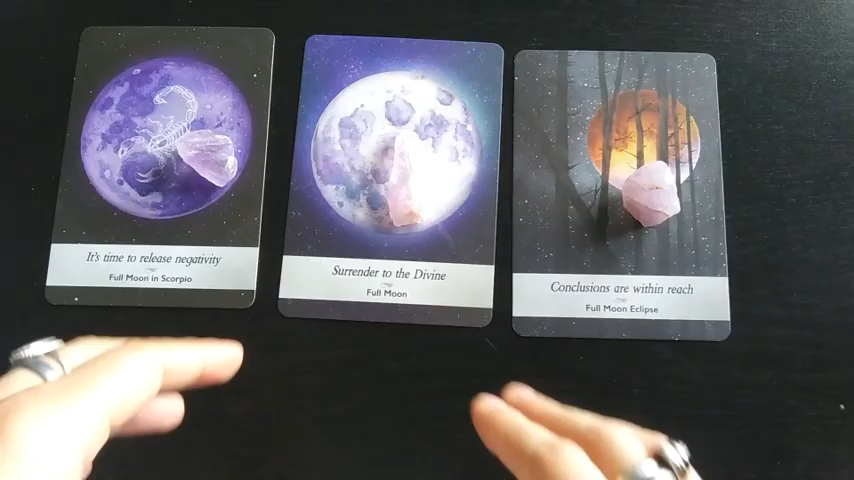 It's time to release negativity
Full Moon in Scorpio
Surrender to the Divine
Full Moon
Conclusions are within reach
Full Moon Eclipse